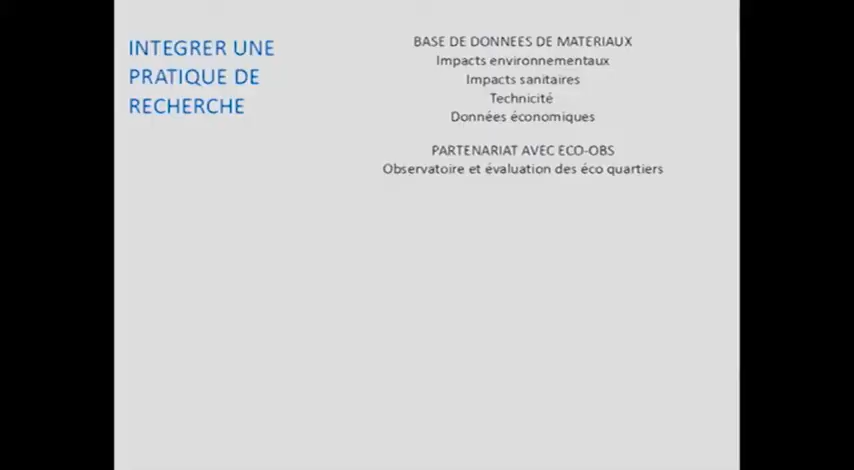 INTEGRER UNE
PRATIQUE DE
RECHERCHE
BASE DE DONNEES DE MATERIAUX
Impacts environnementaux
Impacts sanitaires
Technicité
Données économiques
PARTENARIAT AVEC ECO-OBS
Observatoire et évaluation des éco quartiers